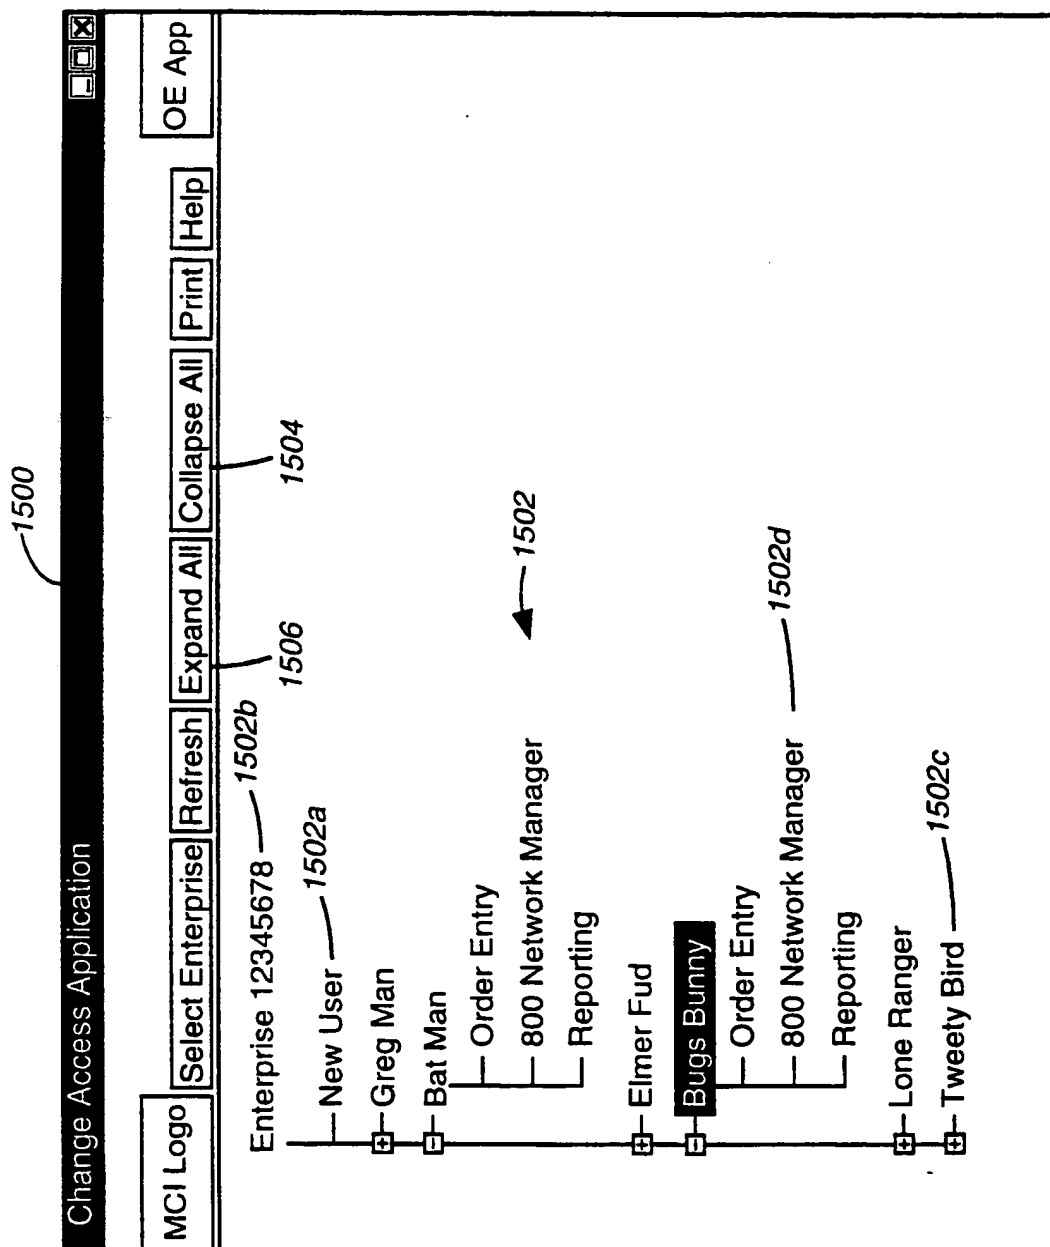 1500
Change Access Application
MCI Logo Select Enterprise Refresh Expand All Collapse All Print Help OE App
1506 1504
Enterprise 12345678 1502b
New User 1502a
Greg Man
Bat Man
Order Entry
800 Network Manager 1502
Reporting
Elmer Fud
Bugs Bunny
Order Entry
800 Network Manager 1502d
Reporting
Lone Ranger
Tweety Bird 1502c